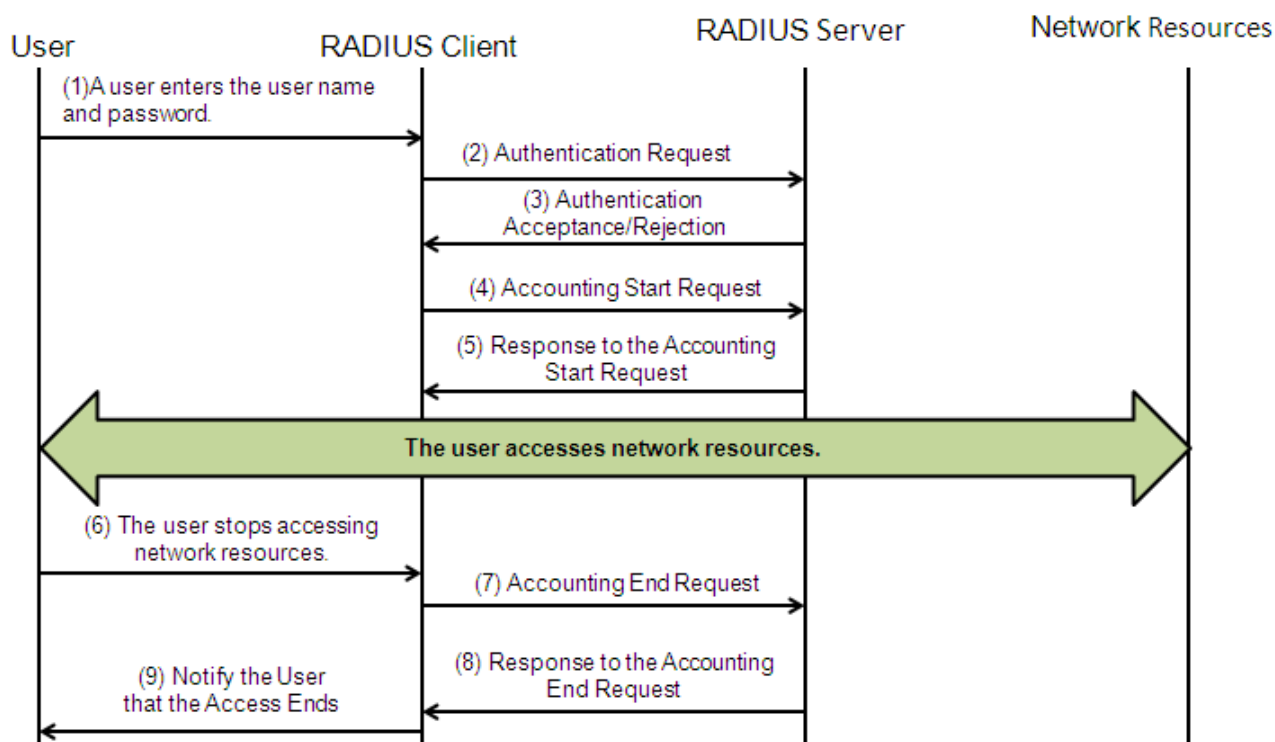 User
RADIUS Client
RADIUS Server
Network Resources
(1)A user enters the user name
and password.
(2) Authentication Request
(3) Authentication
Acceptance/Rejection
(4) Accounting Start Request
(5) Response to the Accounting
Start Request
The user accesses network resources.
(6) The user stops accessing
network resources.
(7) Accounting End Request
(8) Response to the Accounting
End Request
(9) Notify the User
that the Access Ends